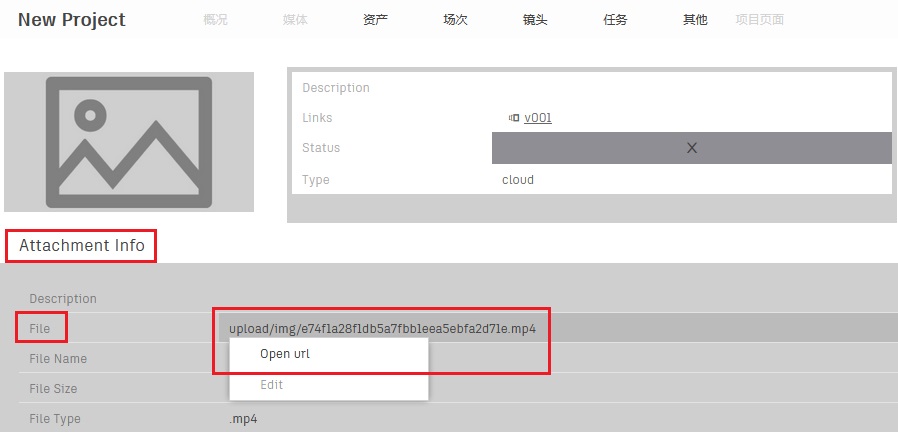 New Project 概况 媒体 资产 场次 镜头 任务 其他 项目页面
Description
Links v001
Status X
Type cloud
Attachment Info
Description
File upload/img/e74f1a28f1db5a7fbb1eea5ebfa2d71e.mp4
Open url
File Name
Edit
File Size
File Type .mp4